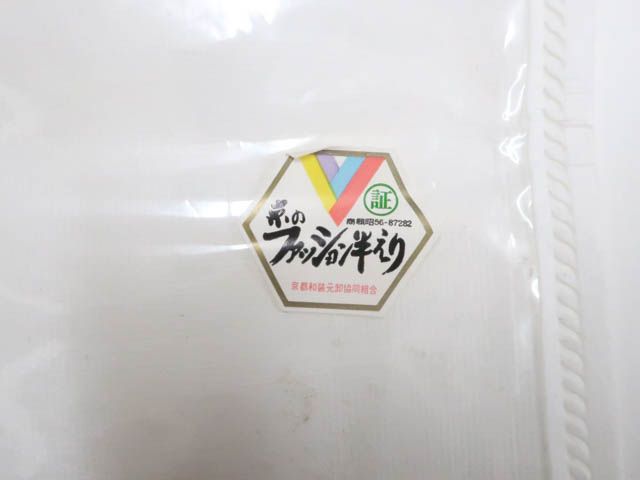 証
商願昭56-87282
京の
ファッション半えり
京都和装元卸協同組合